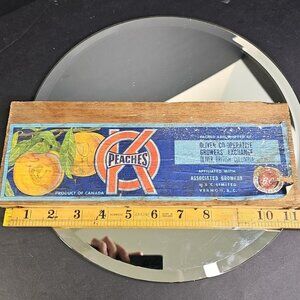 PACKED AND SHIPPED BY
OLIVER CO-OPERATIVE
GROWERS' EXCHANGE
OLIVER BRITISH COLUMBIA
OK
PEACHES
AFFILIATED WITH
ASSOCIATED GROWERS
OF B.C. LIMITED
VERNON, B.C.
PRODUCT OF CANADA
1 2 3 4 5 6 7 8 10 11